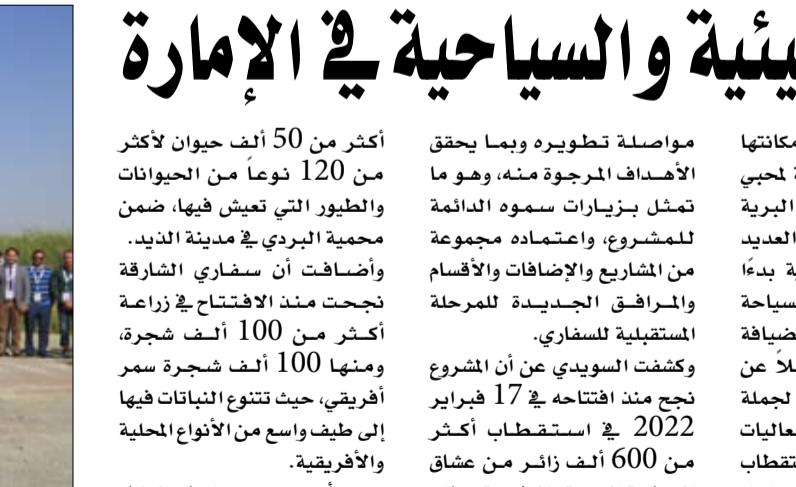 يئية والسياحية في الإمارة
مكانتها
لمحبي
البرية
العديد
ية بدءًا
سياحة
ضيافة
لاً عن
لجملة
عاليات
ستقطاب
مواصلة تطويره وبما يحقق
الأهداف المرجوة منه، وهو ما
تمثل بزيارات سموه الدائمة
للمشروع، واعتماده مجموعة
من المشاريع والإضافات والأقسام
والمرافق الجديدة للمرحلة
المستقبلية للسفاري.
وكشفت السويدي عن أن المشروع
نجح منذ افتتاحه في 17 فبراير
2022 في استقطاب أكثر
من 600 ألف زائر من عشاق
أكثر من 50 ألف حيوان لأكثر
من 120 نوعاً من الحيوانات
والطيور التي تعيش فيها، ضمن
محمية البردي في مدينة الذيد.
وأضافت أن سفاري الشارقة
نجحت منذ الافتتاح في زراعة
أكثر من 100 ألف شجرة،
ومنها 100 ألف شجرة سمر
أفريقي، حيث تتنوع النباتات فيها
إلى طيف واسع من الأنواع المحلية
والأفريقية.